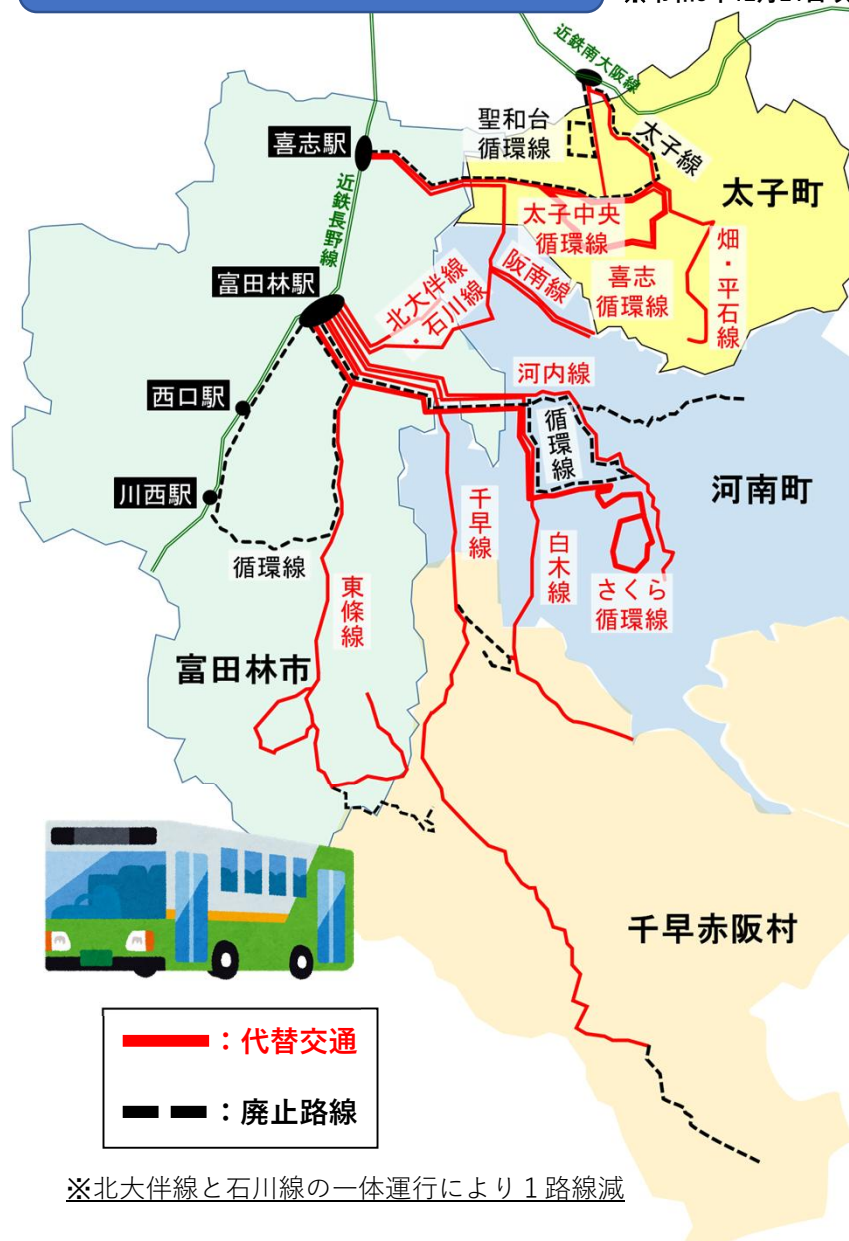 近鉄南大阪線
聖和台
循環線
太子線
喜志駅
太子町
近鉄長野線
太子中央
循環線
畑・平石線
富田林駅
北大伴線
・石川線
阪南線
喜志
循環線
西口駅
河内線
循環線
川西駅
千早線
河南町
循環線
白木線
東條線
さくら
循環線
富田林市
千早赤阪村
：代替交通
：廃止路線
※北大伴線と石川線の一体運行により１路線減